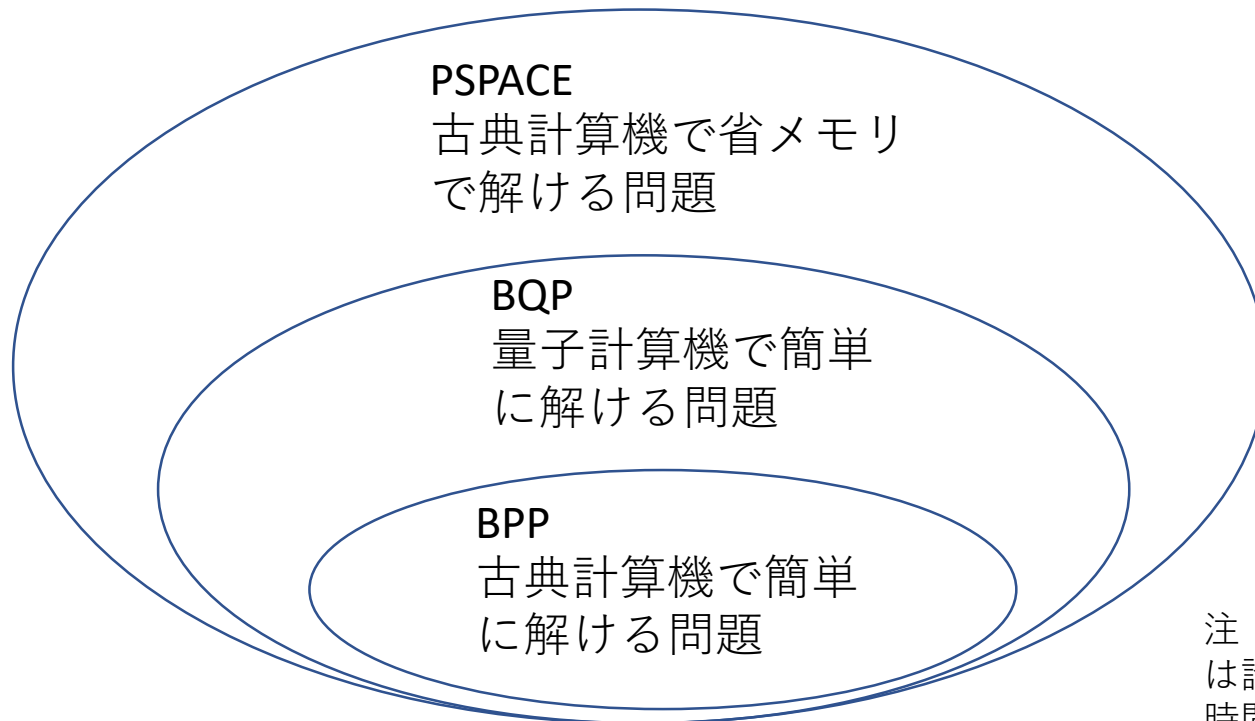 PSPACE
古典計算機で省メモリ
で解ける問題
BQP
量子計算機で簡単
に解ける問題
BPP
古典計算機で簡単
に解ける問題
注
は
時間